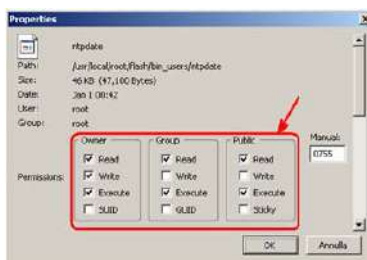 Properties
ntpdate
Path: /usr/local/root/flash/bin_users/ntpdate
Size: 46 KB (47,100 Bytes)
Date: Jan 1 00:42
User: root
Group: root
Owner Group Public Manual:
Read Read Read 0755
Write Write Write
Permissions: Execute Execute Execute
SUID GUID Sticky
OK Annulla